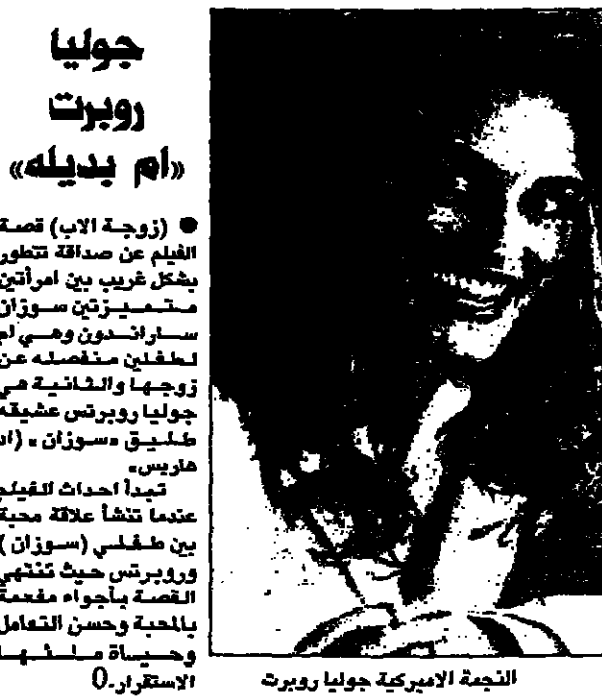 جوليا
روبرت
«ام بديله»
● (زوجة الاب) قصة
الفيلم عن صداقة تتطور
بشكل غريب بين امرأتين
متميزتين سوزان
ساراندون وهي ام
لطفلين منفصله عن
زوجها والثانية هي
جوليا روبرتس عشيقه
طليق «سوزان» (اد
هاريس»
تبدأ احداث الفيلم
عندما تنشأ علاقة محبة
بين طفلي (سوزان)
وروبرتس حيث تنتهي
القصة بأجواء مفعمة
بالمحبة وحسن التعامل
وحياة ملئها
الاستقرار.()
النجمة الاميركية جوليا روبرت